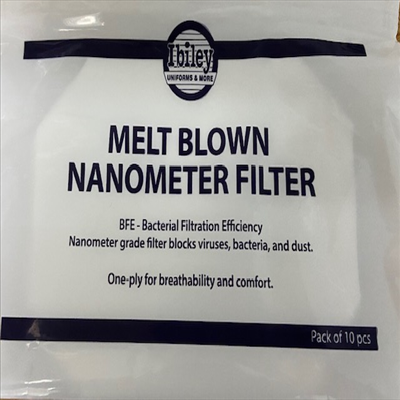 Ibiley
UNIFORMS & MORE
MELT BLOWN
NANOMETER FILTER
BFE - Bacterial Filtration Efficiency
Nanometer grade filter blocks viruses, bacteria, and dust.
One-ply for breathability and comfort.
Pack of 10 pcs